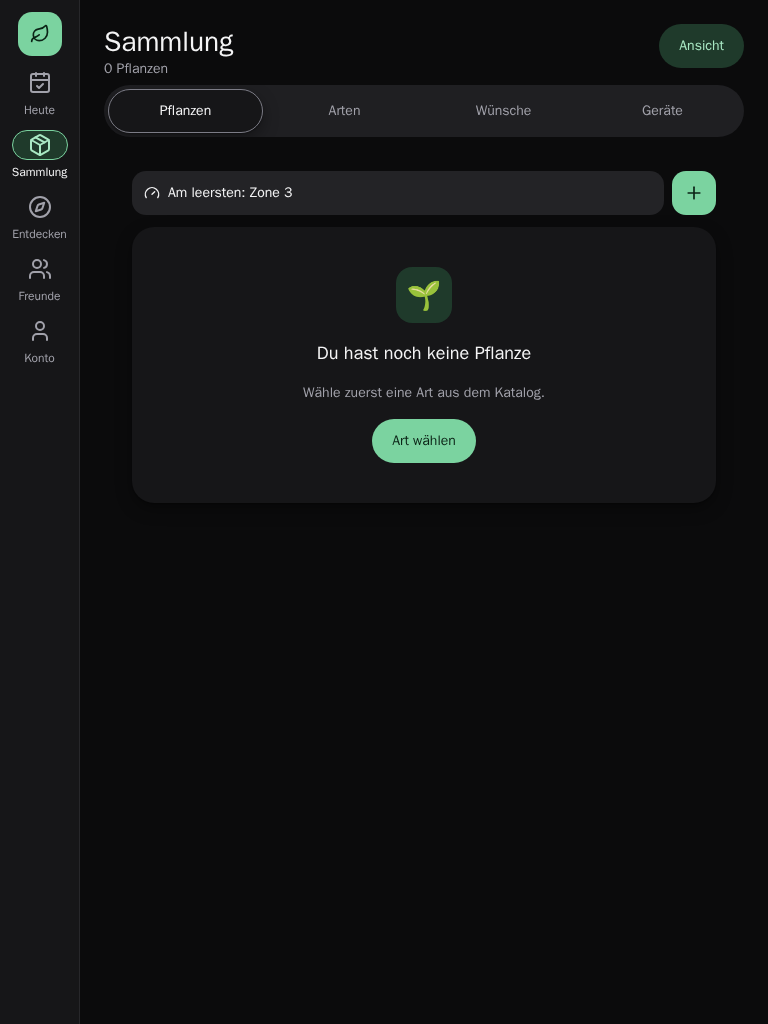 Sammlung
0 Pflanzen
Ansicht
Heute
Sammlung
Entdecken
Freunde
Konto
Pflanzen
Arten
Wünsche
Geräte
Am leersten: Zone 3
Du hast noch keine Pflanze
Wähle zuerst eine Art aus dem Katalog.
Art wählen